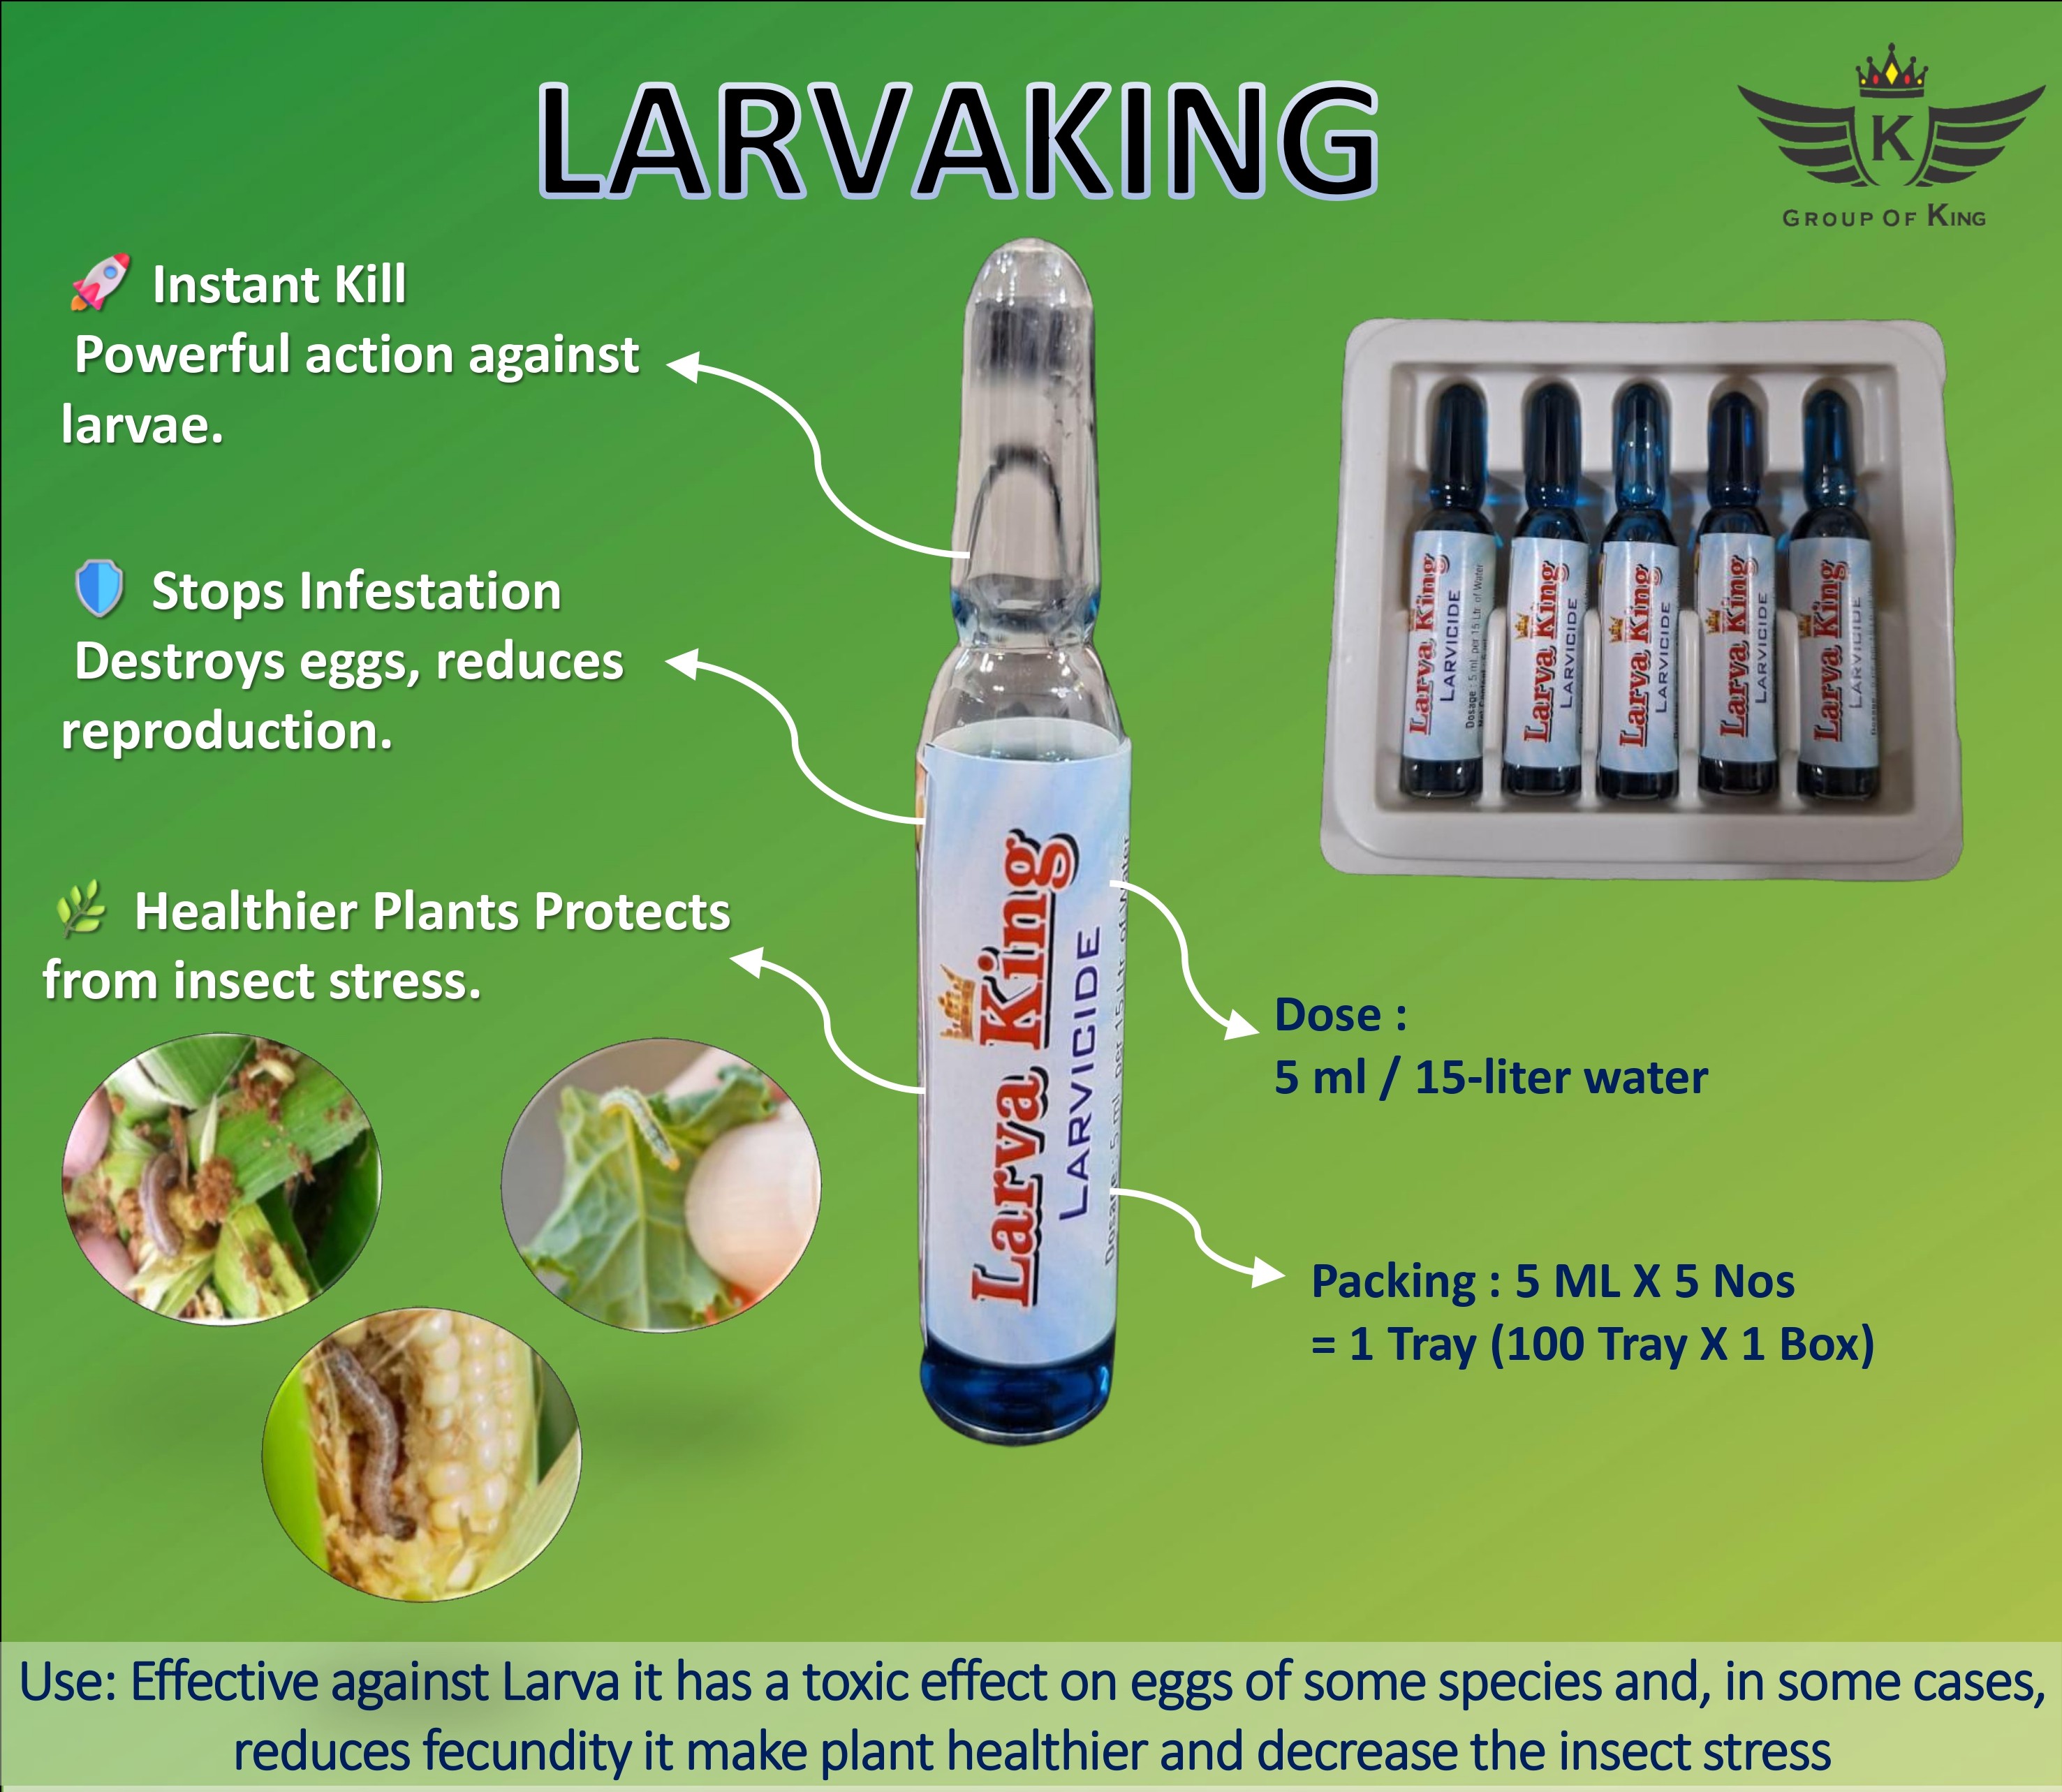 LARVAKING
K
GROUP OF KING
Instant Kill
Powerful action against
larvae.
Stops Infestation
Destroys eggs, reduces
reproduction.
Healthier Plants Protects
from insect stress.
Larva King
LARVICIDE
Dosage : 5 ml. per 15 Ltr. of Water
Larva King
LARVICIDE
Dosage : 5 ml. per 15 Ltr. of Water
Larva King
LARVICIDE
Larva King
LARVICIDE
Larva King
LARVICIDE
Larva King
LARVICIDE
Dose :
5 ml / 15-liter water
Packing : 5 ML X 5 Nos
= 1 Tray (100 Tray X 1 Box)
Use: Effective against Larva it has a toxic effect on eggs of some species and, in some cases,
reduces fecundity it make plant healthier and decrease the insect stress